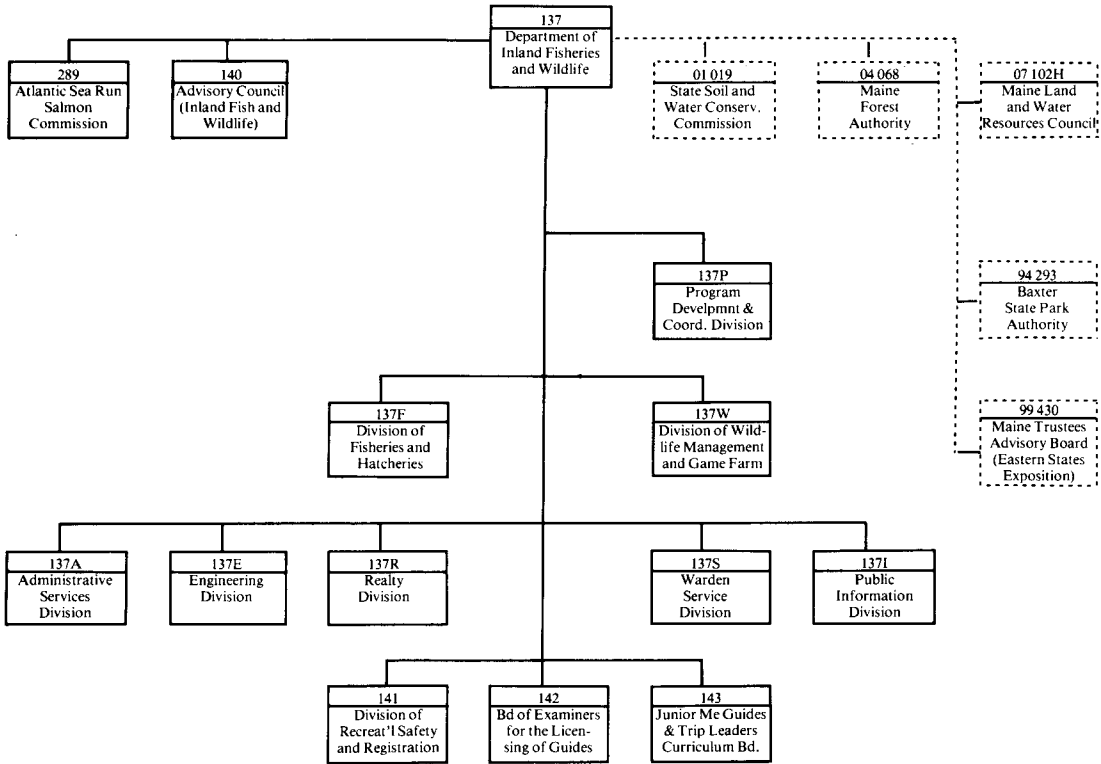 137
Department of
Inland Fisheries
and Wildlife
289
Atlantic Sea Run
Salmon
Commission
140
Advisory Council
(Inland Fish and
Wildlife)
01 019
State Soil and
Water Conserv.
Commission
04 068
Maine
Forest
Authority
07 102H
Maine Land
and Water
Resources Council
137P
Program
Develpmnt &
Coord. Division
94 293
Baxter
State Park
Authority
137F
Division of
Fisheries and
Hatcheries
137W
Division of Wild-
life Management
and Game Farm
99 430
Maine Trustees
Advisory Board
(Eastern States
Exposition)
137A
Administrative
Services
Division
137E
Engineering
Division
137R
Realty
Division
137S
Warden
Service
Division
137I
Public
Information
Division
141
Division of
Recreat'l Safety
and Registration
142
Bd of Examiners
for the Licen-
sing of Guides
143
Junior Me Guides
& Trip Leaders
Curriculum Bd.